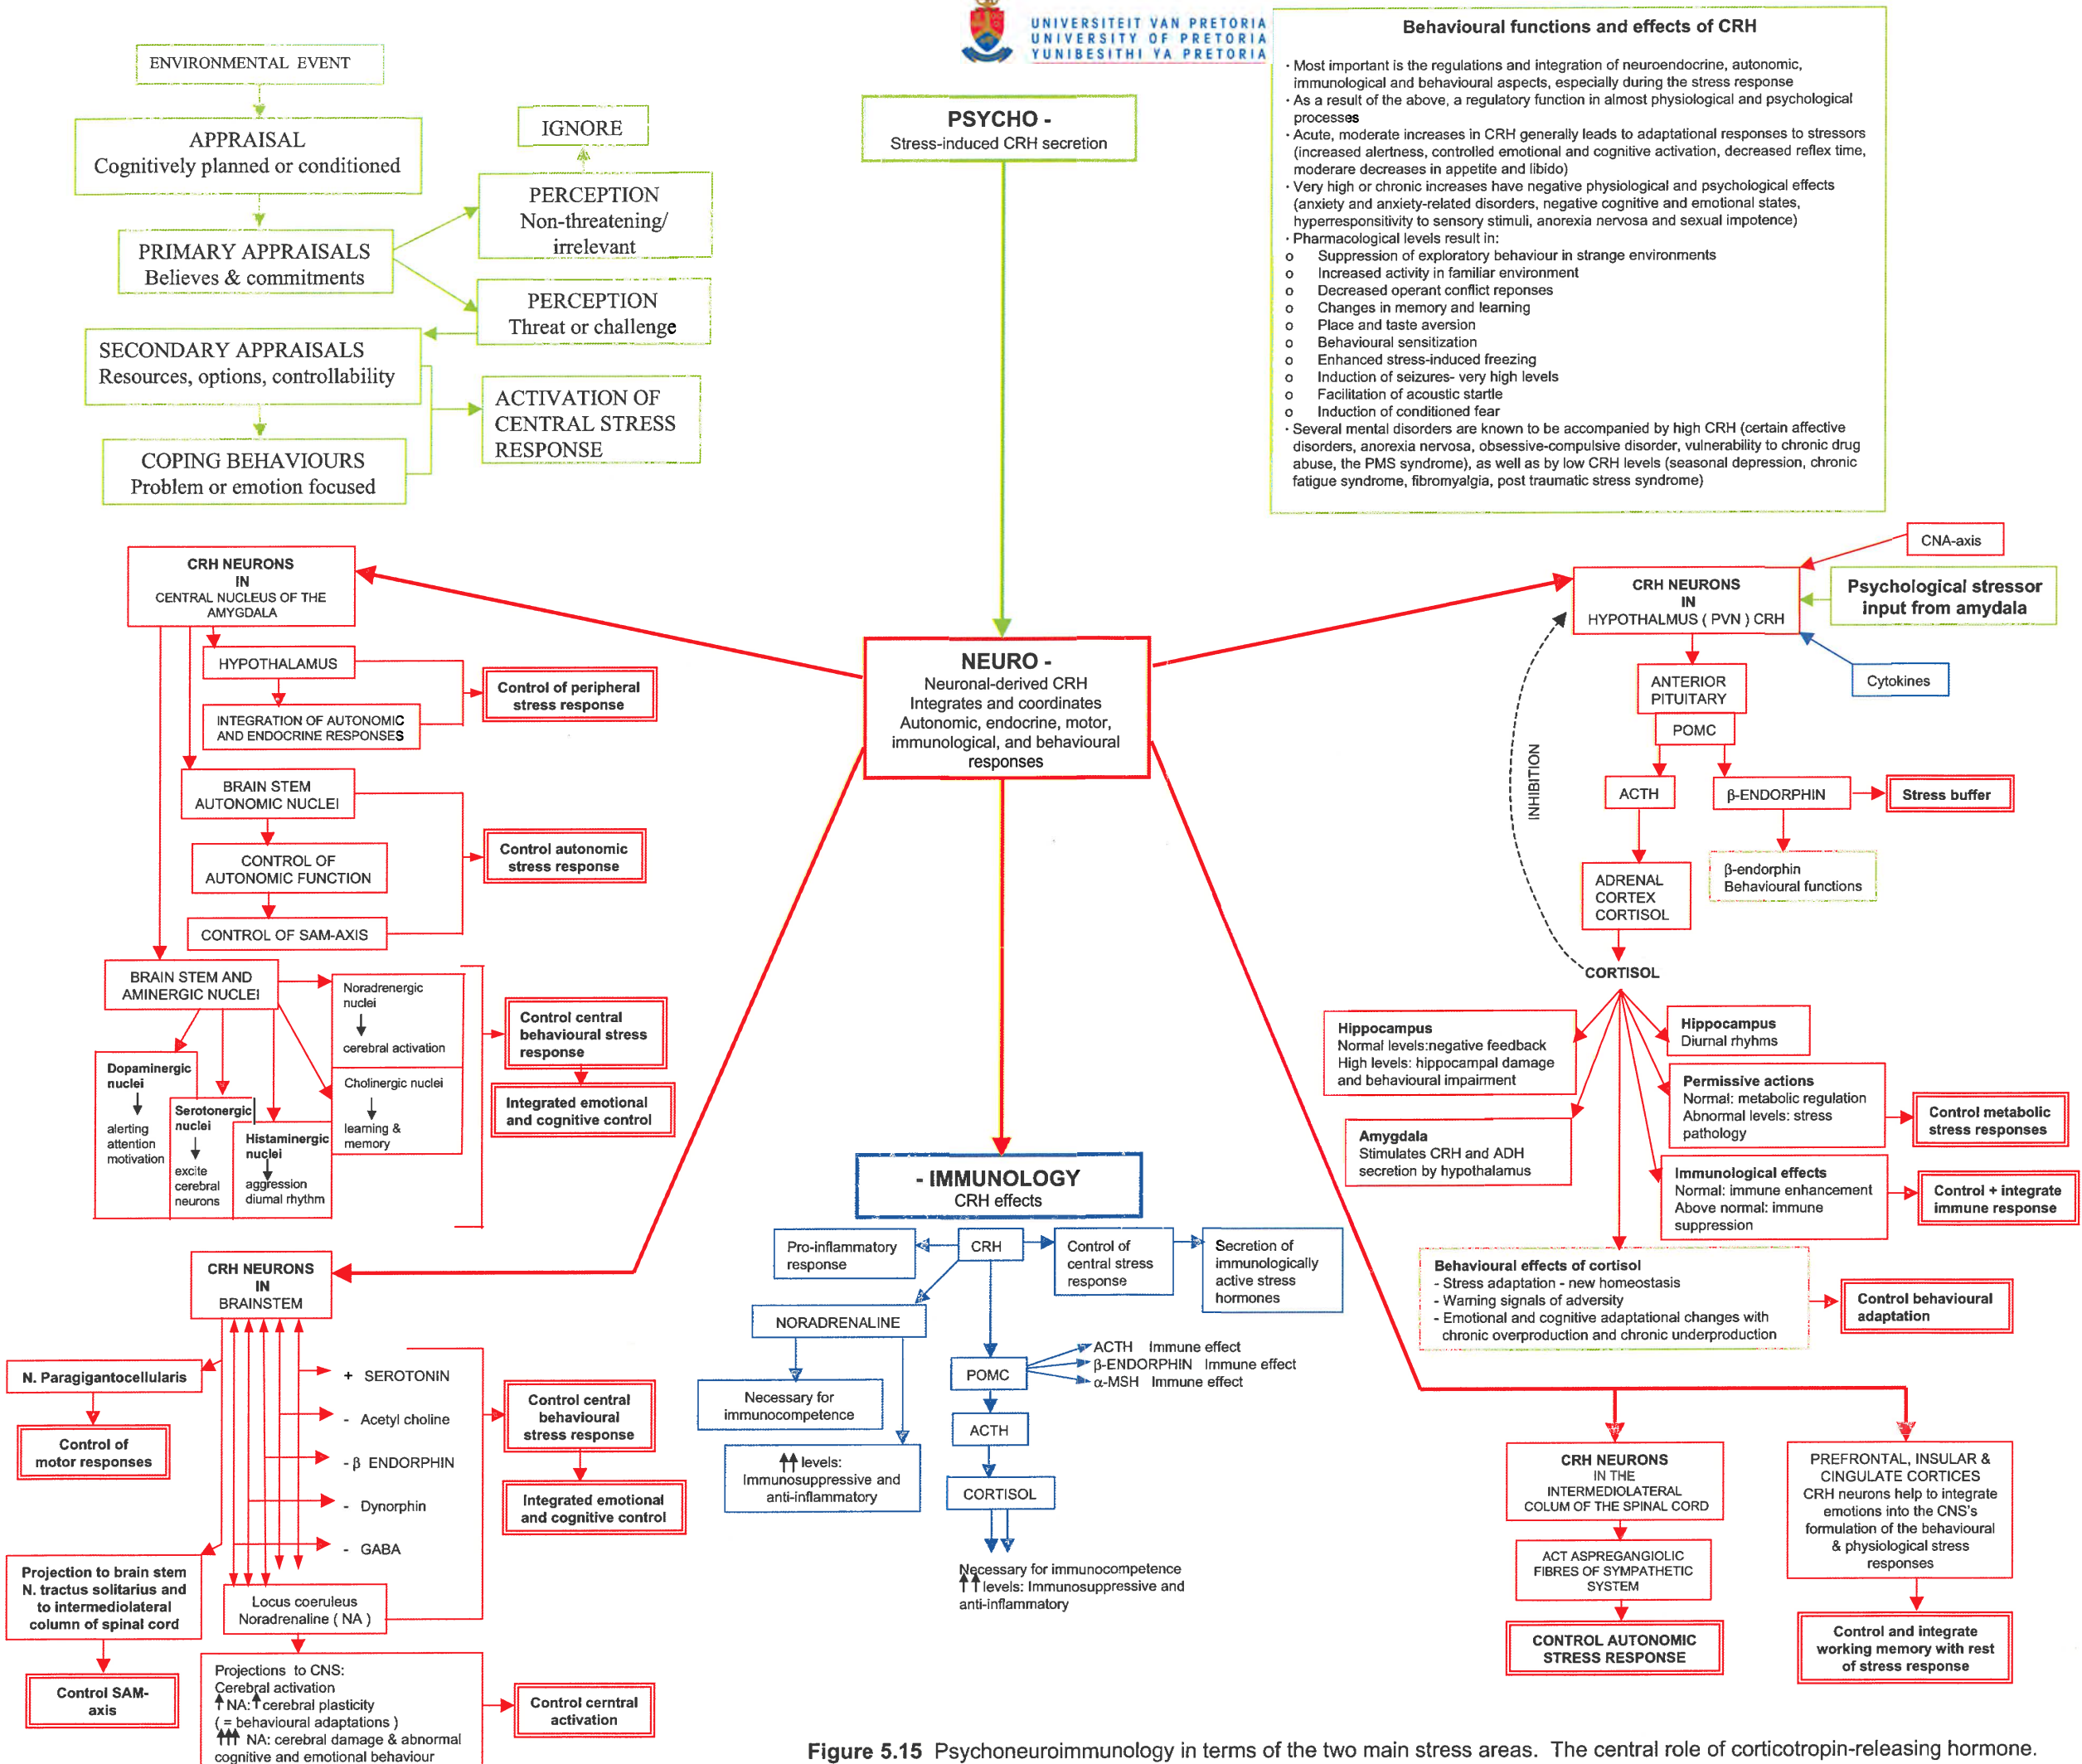 UNIVERSITEIT VAN PRETORIA
UNIVERSITY OF PRETORIA
YUNIBESITHI YA PRETORIA
ENVIRONMENTAL EVENT
APPRAISAL
Cognitively planned or conditioned
PRIMARY APPRAISALS
Believes & commitments
IGNORE
PERCEPTION
Non-threatening/
irrelevant
PERCEPTION
Threat or challenge
SECONDARY APPRAISALS
Resources, options, controllability
COPING BEHAVIOURS
Problem or emotion focused
ACTIVATION OF
CENTRAL STRESS
RESPONSE
PSYCHO -
Stress-induced CRH secretion
Behavioural functions and effects of CRH
· Most important is the regulations and integration of neuroendocrine, autonomic,
immunological and behavioural aspects, especially during the stress response
· As a result of the above, a regulatory function in almost physiological and psychological
processes
· Acute, moderate increases in CRH generally leads to adaptational responses to stressors
(increased alertness, controlled emotional and cognitive activation, decreased reflex time,
moderare decreases in appetite and libido)
· Very high or chronic increases have negative physiological and psychological effects
(anxiety and anxiety-related disorders, negative cognitive and emotional states,
hyperresponsitivity to sensory stimuli, anorexia nervosa and sexual impotence)
· Pharmacological levels result in:
o Suppression of exploratory behaviour in strange environments
o Increased activity in familiar environment
o Decreased operant conflict reponses
o Changes in memory and learning
o Place and taste aversion
o Behavioural sensitization
o Enhanced stress-induced freezing
o Induction of seizures- very high levels
o Facilitation of acoustic startle
o Induction of conditioned fear
· Several mental disorders are known to be accompanied by high CRH (certain affective
disorders, anorexia nervosa, obsessive-compulsive disorder, vulnerability to chronic drug
abuse, the PMS syndrome), as well as by low CRH levels (seasonal depression, chronic
fatigue syndrome, fibromyalgia, post traumatic stress syndrome)
CRH NEURONS
IN
CENTRAL NUCLEUS OF THE
AMYGDALA
HYPOTHALAMUS
INTEGRATION OF AUTONOMIC
AND ENDOCRINE RESPONSES
Control of peripheral
stress response
BRAIN STEM
AUTONOMIC NUCLEI
CONTROL OF
AUTONOMIC FUNCTION
CONTROL OF SAM-AXIS
Control autonomic
stress response
BRAIN STEM AND
AMINERGIC NUCLEI
Noradrenergic
nuclei
cerebral activation
Cholinergic nuclei
learning &
memory
Dopaminergic
nuclei
alerting
attention
motivation
Serotonergic
nuclei
excite
cerebral
neurons
Histaminergic
nuclei
aggression
diumal rhythm
Control central
behavioural stress
response
Integrated emotional
and cognitive control
NEURO -
Neuronal-derived CRH
Integrates and coordinates
Autonomic, endocrine, motor,
immunological, and behavioural
responses
CNA-axis
CRH NEURONS
IN
HYPOTHALMUS ( PVN ) CRH
Psychological stressor
input from amydala
Cytokines
ANTERIOR
PITUITARY
POMC
ACTH
β-ENDORPHIN
Stress buffer
β-endorphin
Behavioural functions
INHIBITION
ADRENAL
CORTEX
CORTISOL
CORTISOL
Hippocampus
Normal levels:negative feedback
High levels: hippocampal damage
and behavioural impairment
Hippocampus
Diurnal rhyhms
Amygdala
Stimulates CRH and ADH
secretion by hypothalamus
Permissive actions
Normal: metabolic regulation
Abnormal levels: stress
pathology
Control metabolic
stress responses
Immunological effects
Normal: immune enhancement
Above normal: immune
suppression
Control + integrate
immune response
Behavioural effects of cortisol
- Stress adaptation - new homeostasis
- Warning signals of adversity
- Emotional and cognitive adaptational changes with
chronic overproduction and chronic underproduction
Control behavioural
adaptation
- IMMUNOLOGY
CRH effects
Pro-inflammatory
response
CRH
Control of
central stress
response
Secretion of
immunologically
active stress
hormones
NORADRENALINE
Necessary for
immunocompetence
↑↑ levels:
Immunosuppressive and
anti-inflammatory
POMC
ACTH Immune effect
β-ENDORPHIN Immune effect
α-MSH Immune effect
ACTH
CORTISOL
Necessary for immunocompetence
↑↑ levels: Immunosuppressive and
anti-inflammatory
CRH NEURONS
IN
BRAINSTEM
N. Paragigantocellularis
Control of
motor responses
+ SEROTONIN
- Acetyl choline
- β ENDORPHIN
- Dynorphin
- GABA
Control central
behavioural
stress response
Integrated emotional
and cognitive control
Projection to brain stem
N. tractus solitarius and
to intermediolateral
column of spinal cord
Control SAM-
axis
Locus coeruleus
Noradrenaline ( NA )
Projections to CNS:
Cerebral activation
↑ NA: ↑ cerebral plasticity
( = behavioural adaptations )
↑↑↑ NA: cerebral damage & abnormal
cognitive and emotional behaviour
Control cerntral
activation
CRH NEURONS
IN THE
INTERMEDIOLATERAL
COLUM OF THE SPINAL CORD
ACT ASPREGANGIOLIC
FIBRES OF SYMPATHETIC
SYSTEM
CONTROL AUTONOMIC
STRESS RESPONSE
PREFRONTAL, INSULAR &
CINGULATE CORTICES
CRH neurons help to integrate
emotions into the CNS's
formulation of the behavioural
& physiological stress
responses
Control and integrate
working memory with rest
of stress response
Figure 5.15 Psychoneuroimmunology in terms of the two main stress areas. The central role of corticotropin-releasing hormone.